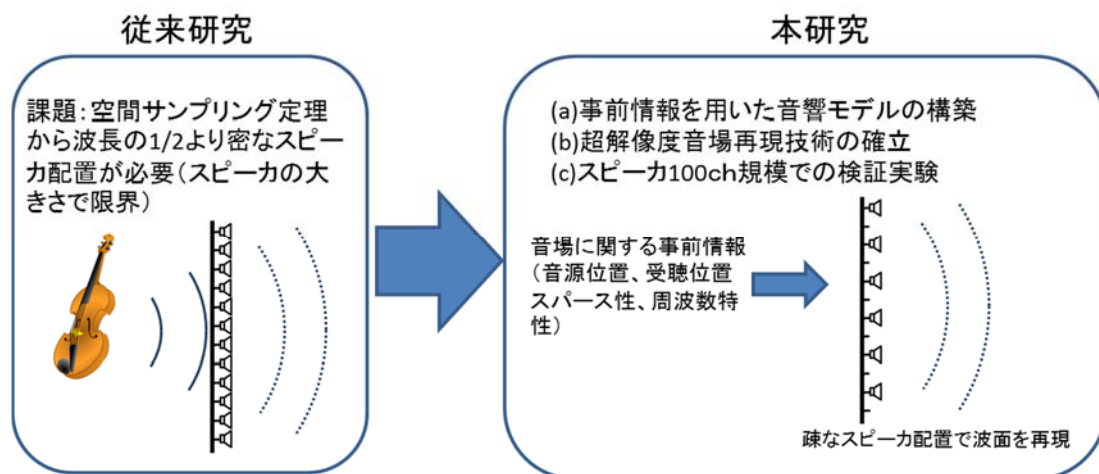 従来研究
課題：空間サンプリング定理
から波長の1/2より密なスピー
カ配置が必要（スピーカの大
きさで限界）
本研究
(a)事前情報を用いた音響モデルの構築
(b)超解像度音場再現技術の確立
(c)スピーカ100ch規模での検証実験
音場に関する事前情報
（音源位置、受聴位置
スパース性、周波数特
性）
疎なスピーカ配置で波面を再現